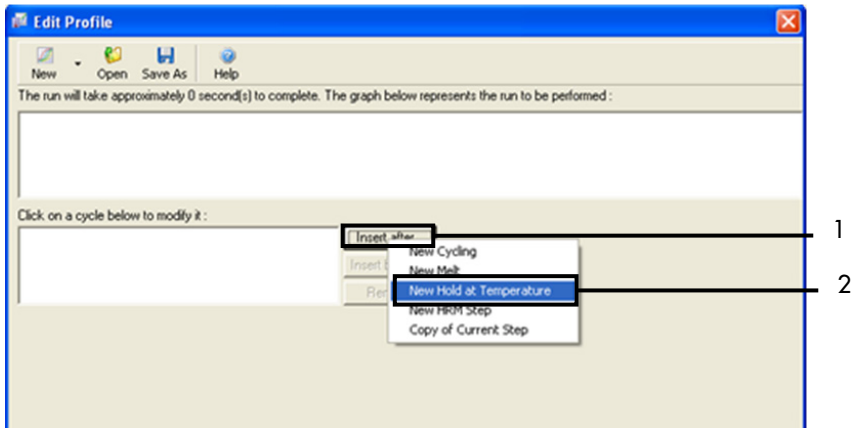 Edit Profile
New Open Save As Help
The run will take approximately 0 second(s) to complete. The graph below represents the run to be performed :
Click on a cycle below to modify it :
Insert after...
1
New Cycling
Insert
New Melt
New Hold at Temperature
2
New HRM Step
Copy of Current Step